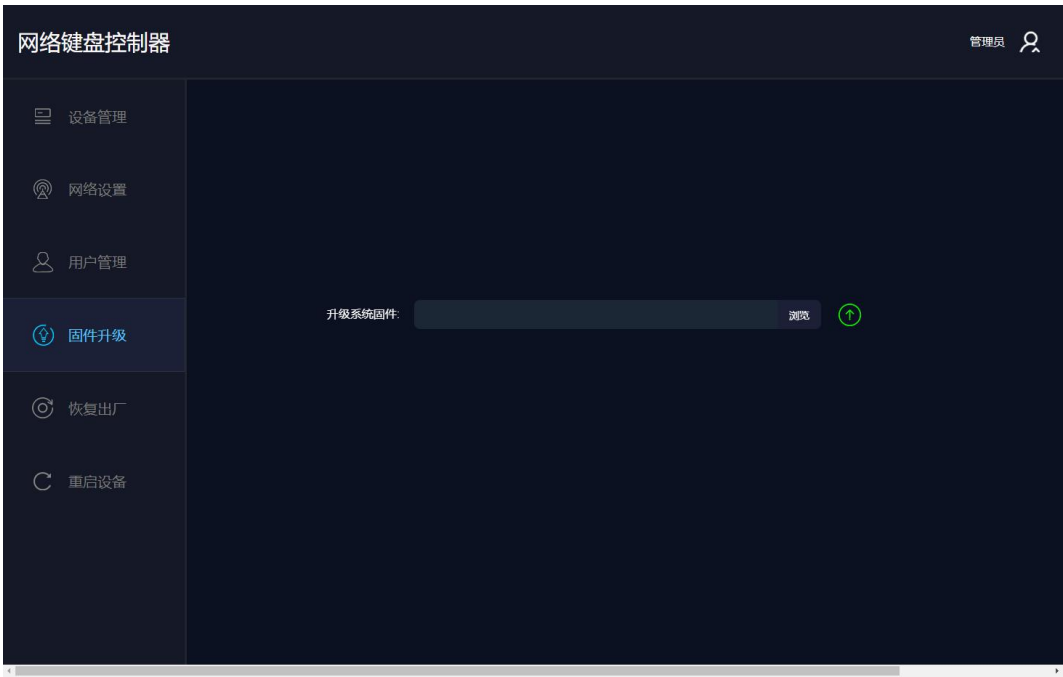 网络键盘控制器
管理员
设备管理
网络设置
用户管理
固件升级
恢复出厂
重启设备
升级系统固件:
浏览